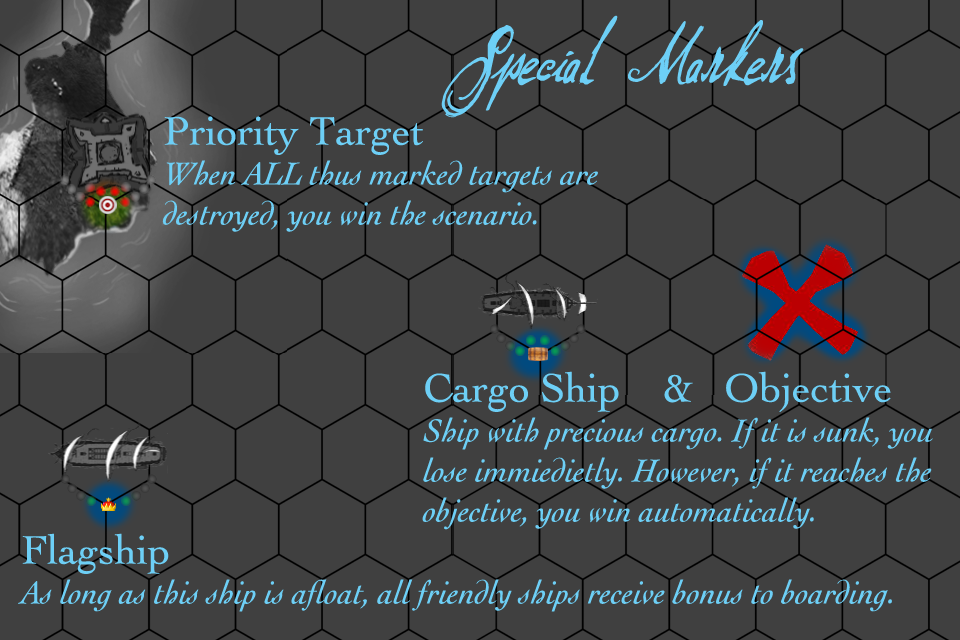 Special Markers
Priority Target
When ALL thus marked targets are
destroyed, you win the scenario.
Cargo Ship & Objective
Ship with precious cargo. If it is sunk, you
lose immiedietly. However, if it reaches the
objective, you win automatically.
Flagship
As long as this ship is afloat, all friendly ships receive bonus to boarding.